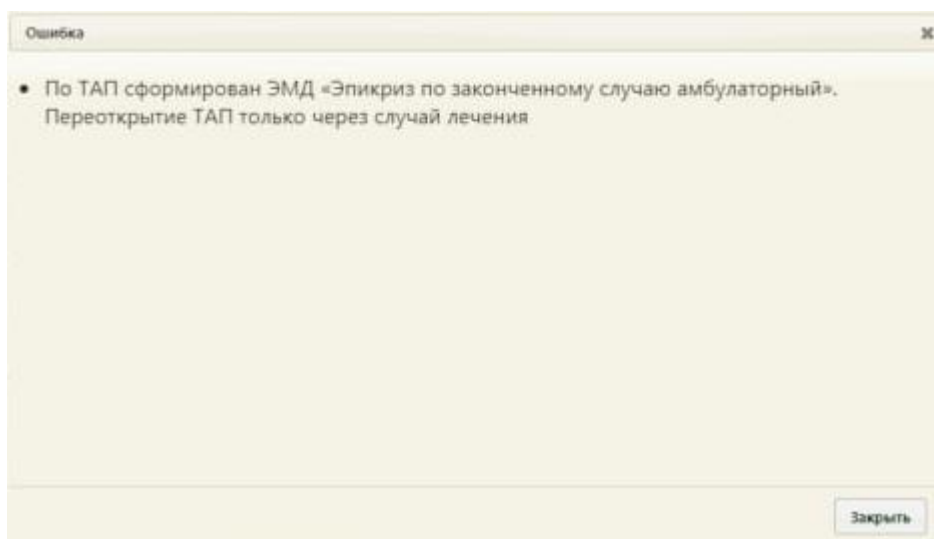 Ошибка
По ТАП сформирован ЭМД «Эпикриз по законченному случаю амбулаторный».
Переоткрытие ТАП только через случай лечения
Закрыть